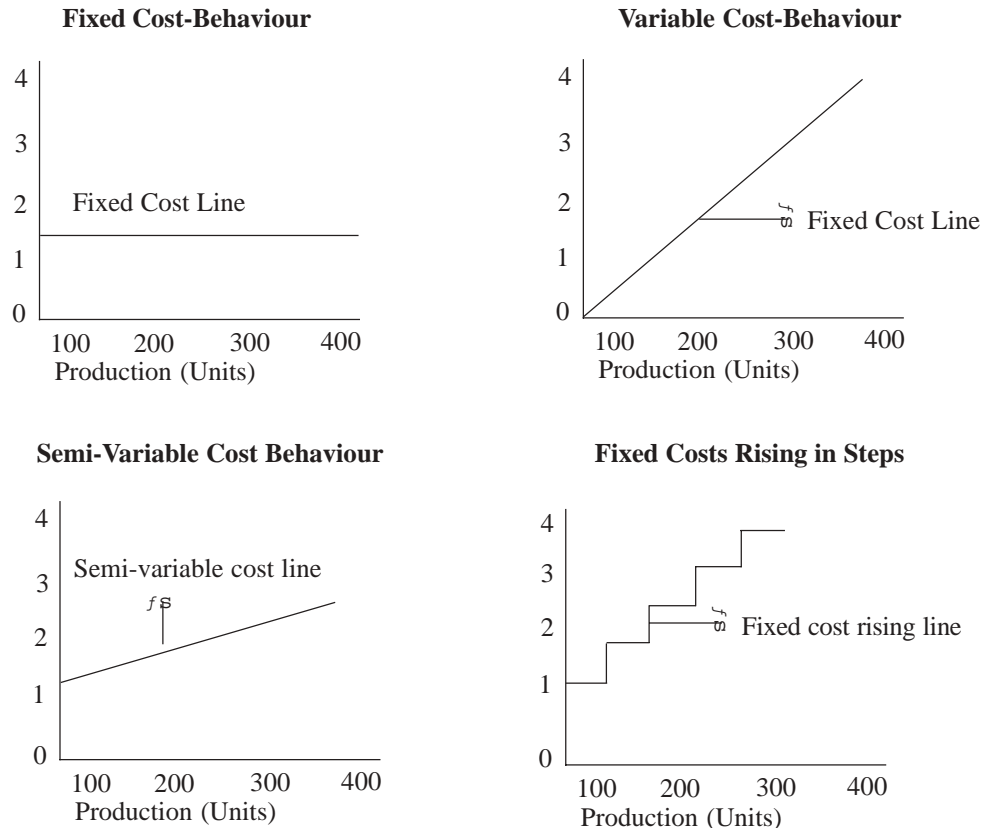 Fixed Cost-Behaviour
4
3
2
Fixed Cost Line
1
0
100 200 300 400
Production (Units)
Variable Cost-Behaviour
4
3
2
Fixed Cost Line
1
0
100 200 300 400
Production (Units)
Semi-Variable Cost Behaviour
4
Semi-variable cost line
3
2
1
0
100 200 300 400
Production (Units)
Fixed Costs Rising in Steps
4
3
2
Fixed cost rising line
1
0
100 200 300 400
Production (Units)